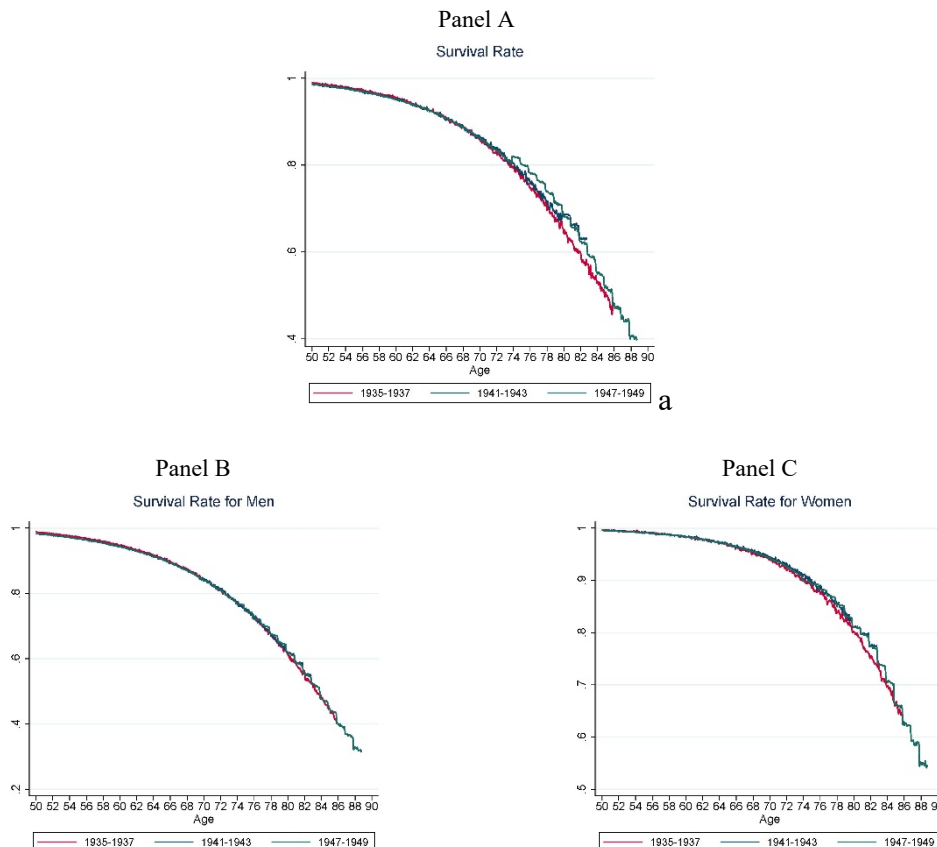 Panel A
Survival Rate
1
.8
.6
.4
50 52 54 56 58 60 62 64 66 68 70 72 74 76 78 80 82 84 86 88 90
Age
1935-1937 1941-1943 1947-1949
a
Panel B
Survival Rate for Men
1
.8
.6
.4
.2
50 52 54 56 58 60 62 64 66 68 70 72 74 76 78 80 82 84 86 88 90
Age
1935-1937 1941-1943 1947-1949
Panel C
Survival Rate for Women
1
.9
.8
.7
.6
.5
50 52 54 56 58 60 62 64 66 68 70 72 74 76 78 80 82 84 86 88 9
Age
1935-1937 1941-1943 1947-1949